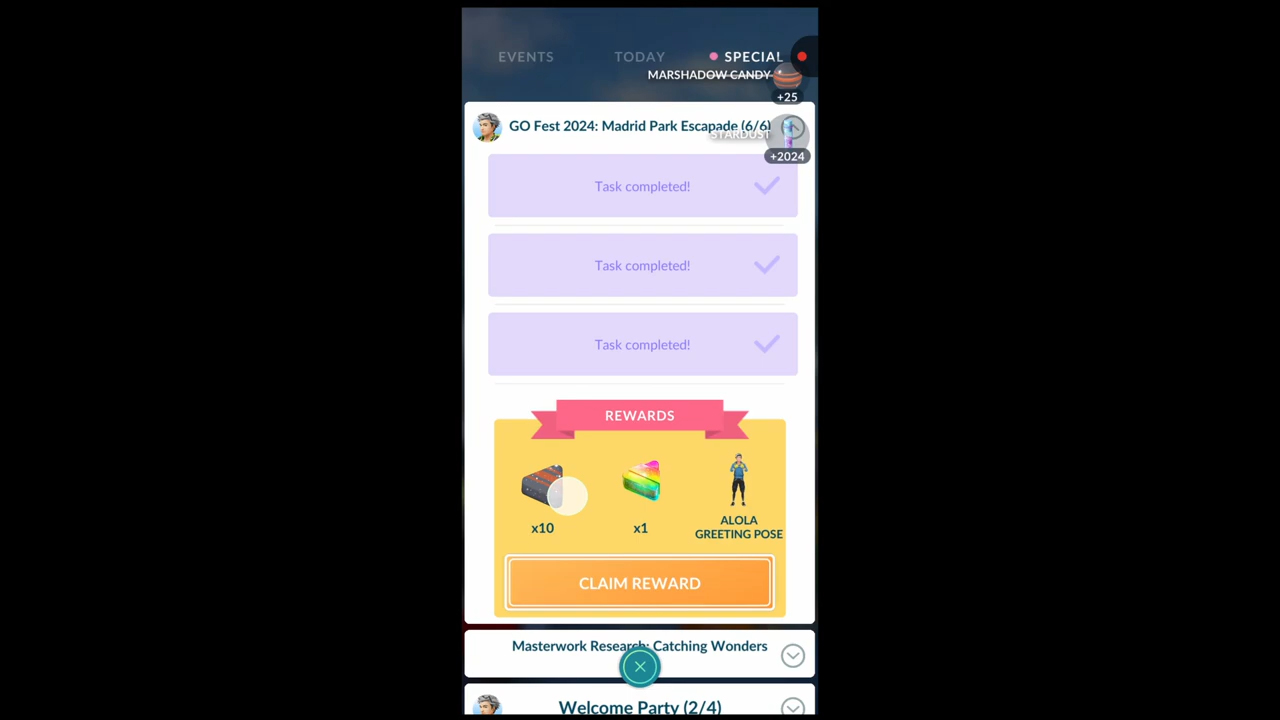 EVENTS
TODAY
SPECIAL
MARSHADOW CANDY
+25
GO Fest 2024: Madrid Park Escapade (6/6)
STARDUST
+2024
Task completed!
Task completed!
Task completed!
REWARDS
x10
x1
ALOLA
GREETING POSE
CLAIM REWARD
Masterwork Research: Catching Wonders
Welcome Party (2/4)